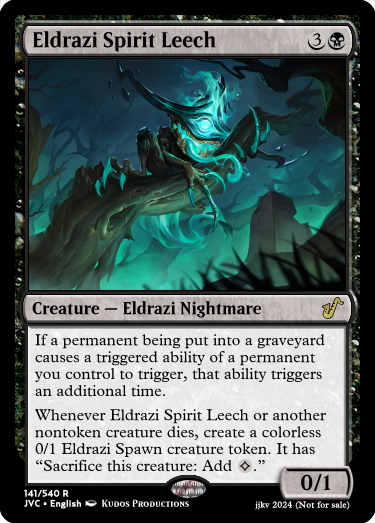 Eldrazi Spirit Leech 3
Creature — Eldrazi Nightmare
If a permanent being put into a graveyard
causes a triggered ability of a permanent
you control to trigger, that ability triggers
an additional time.
Whenever Eldrazi Spirit Leech or another
nontoken creature dies, create a colorless
0/1 Eldrazi Spawn creature token. It has
“Sacrifice this creature: Add .”
0/1
141/540 R
JVC • English Kudos Productions
jjkv 2024 (Not for sale)